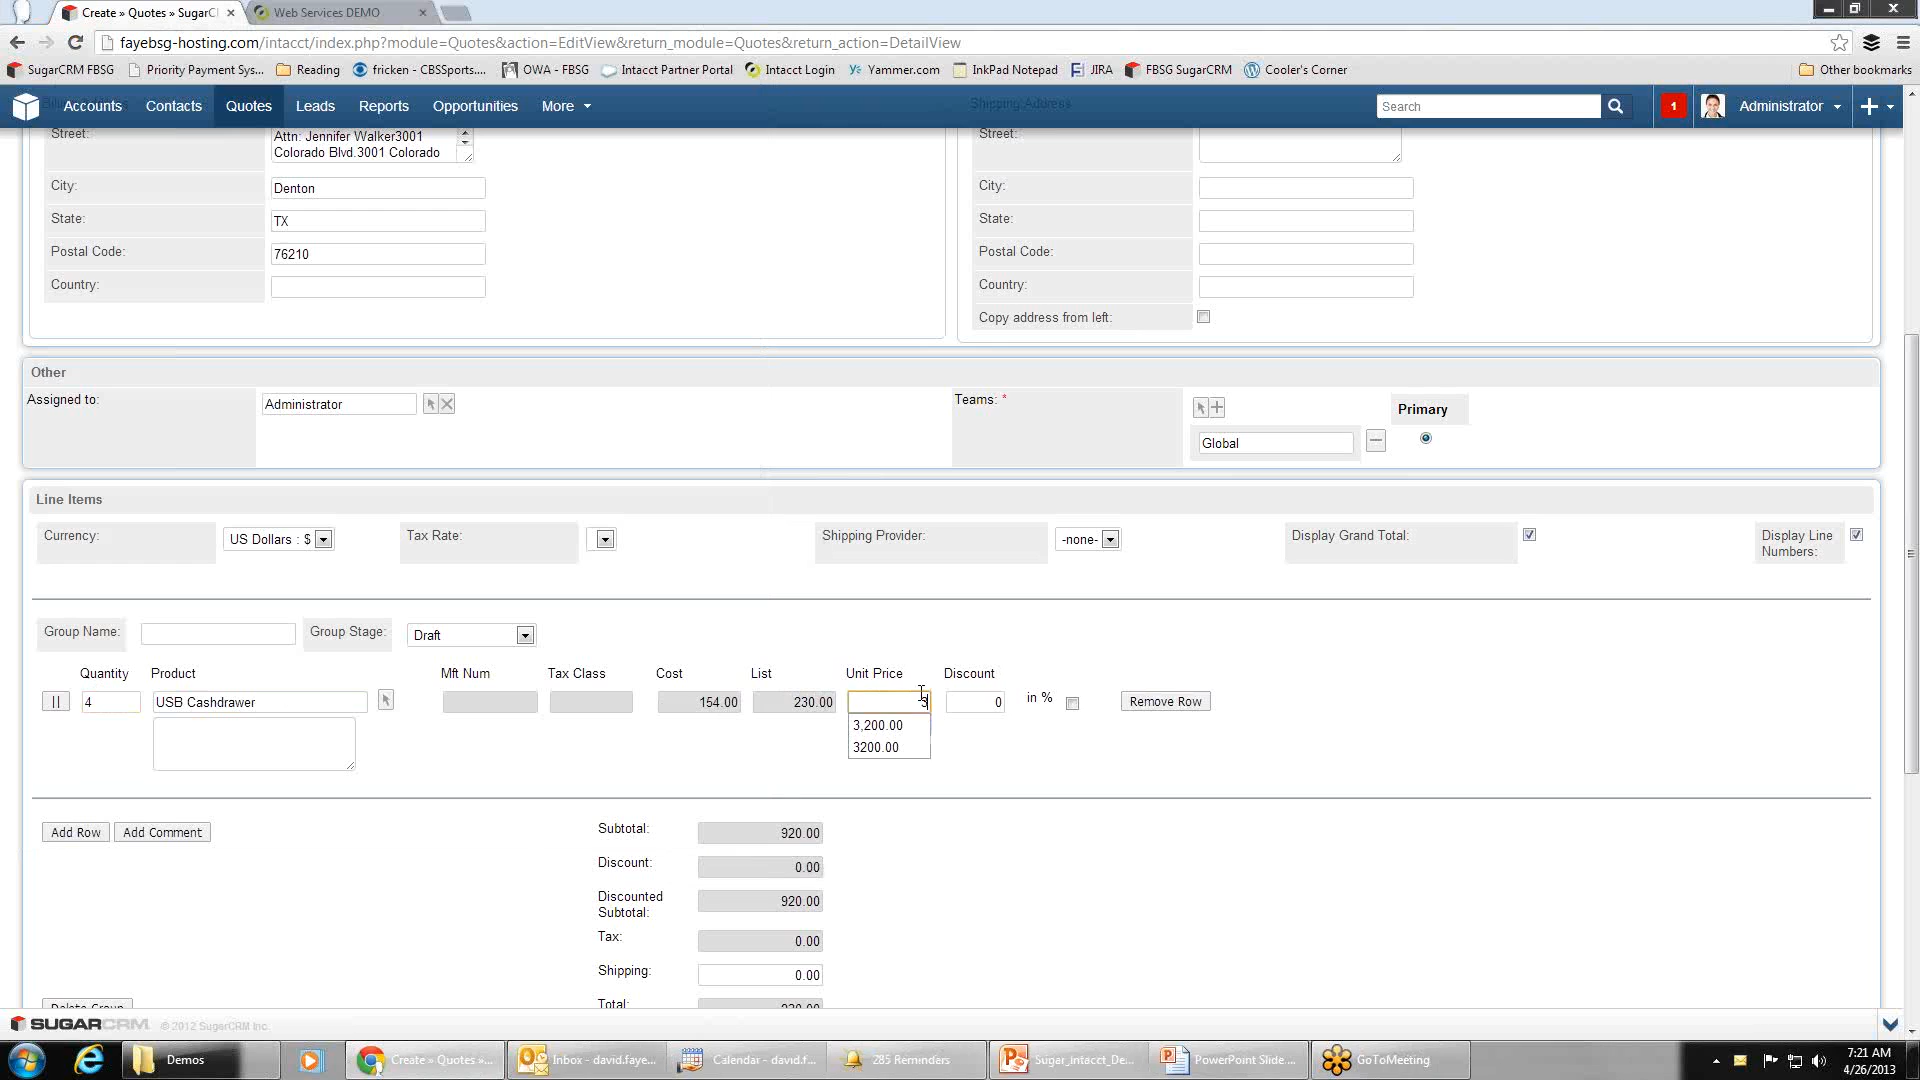 Create » Quotes » SugarC
Web Services DEMO
fayebsg-hosting.com/intacct/index.php?module=Quotes&action=EditView&return_module=Quotes&return_action=DetailView
SugarCRM FBSG
Priority Payment Sys...
Reading
fricken - CBSSports....
OWA - FBSG
Intacct Partner Portal
Intacct Login
Yammer.com
InkPad Notepad
JIRA
FBSG SugarCRM
Cooler's Corner
Other bookmarks
Accounts
Contacts
Quotes
Leads
Reports
Opportunities
More
Shipping Address
Search
1
Administrator
Street:
Attn: Jennifer Walker3001
Colorado Blvd.3001 Colorado
Street:
City:
Denton
City:
State:
TX
State:
Postal Code:
76210
Postal Code:
Country:
Country:
Copy address from left:
Other
Assigned to:
Administrator
Teams: *
Primary
Global
Line Items
Currency:
US Dollars : $
Tax Rate:
Shipping Provider:
-none-
Display Grand Total:
Display Line
Numbers:
Group Name:
Group Stage:
Draft
Quantity
Product
Mft Num
Tax Class
Cost
List
Unit Price
Discount
4
USB Cashdrawer
154.00
230.00
3
0
in %
Remove Row
3,200.00
3200.00
Add Row
Add Comment
Subtotal:
920.00
Discount:
0.00
Discounted
Subtotal:
920.00
Tax:
0.00
Shipping:
0.00
Total:
230.00
Delete Group
SUGARCRM
© 2012 SugarCRM Inc.
Demos
Create » Quotes »...
Inbox - david.faye...
Calendar - david.f...
285 Reminders
Sugar_intacct_De...
PowerPoint Slide...
GoToMeeting
7:21 AM
4/26/2013